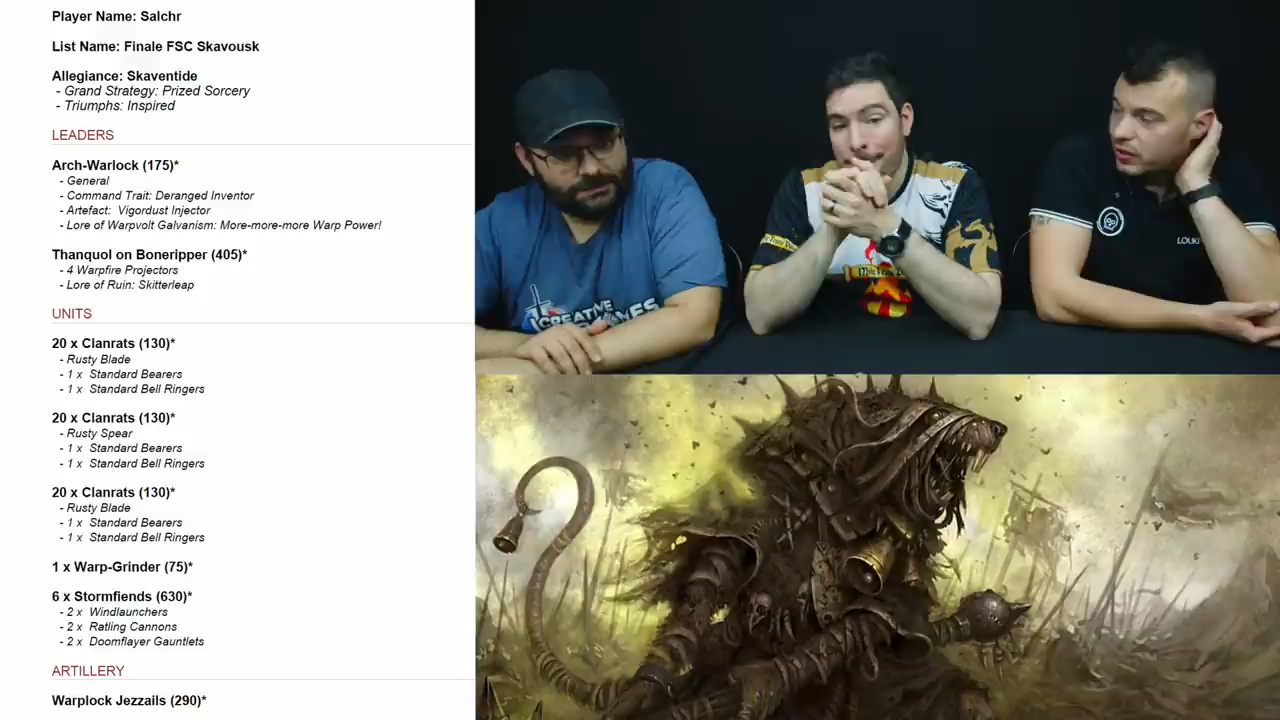 Player Name: Salchr
List Name: Finale FSC Skavousk
Allegiance: Skaventide
- Grand Strategy: Prized Sorcery
- Triumphs: Inspired
LEADERS
Arch-Warlock (175)*
- General
- Command Trait: Deranged Inventor
- Artefact: Vigordust Injector
- Lore of Warpvolt Galvanism: More-more-more Warp Power!
Thanquol on Boneripper (405)*
- 4 Warpfire Projectors
- Lore of Ruin: Skitterleap
UNITS
20 x Clanrats (130)*
- Rusty Blade
- 1 x Standard Bearers
- 1 x Standard Bell Ringers
20 x Clanrats (130)*
- Rusty Spear
- 1 x Standard Bearers
- 1 x Standard Bell Ringers
20 x Clanrats (130)*
- Rusty Blade
- 1 x Standard Bearers
- 1 x Standard Bell Ringers
1 x Warp-Grinder (75)*
6 x Stormfiends (630)*
- 2 x Windlaunchers
- 2 x Ratling Cannons
- 2 x Doomflayer Gauntlets
ARTILLERY
Warplock Jezzails (290)*
CREATIVE